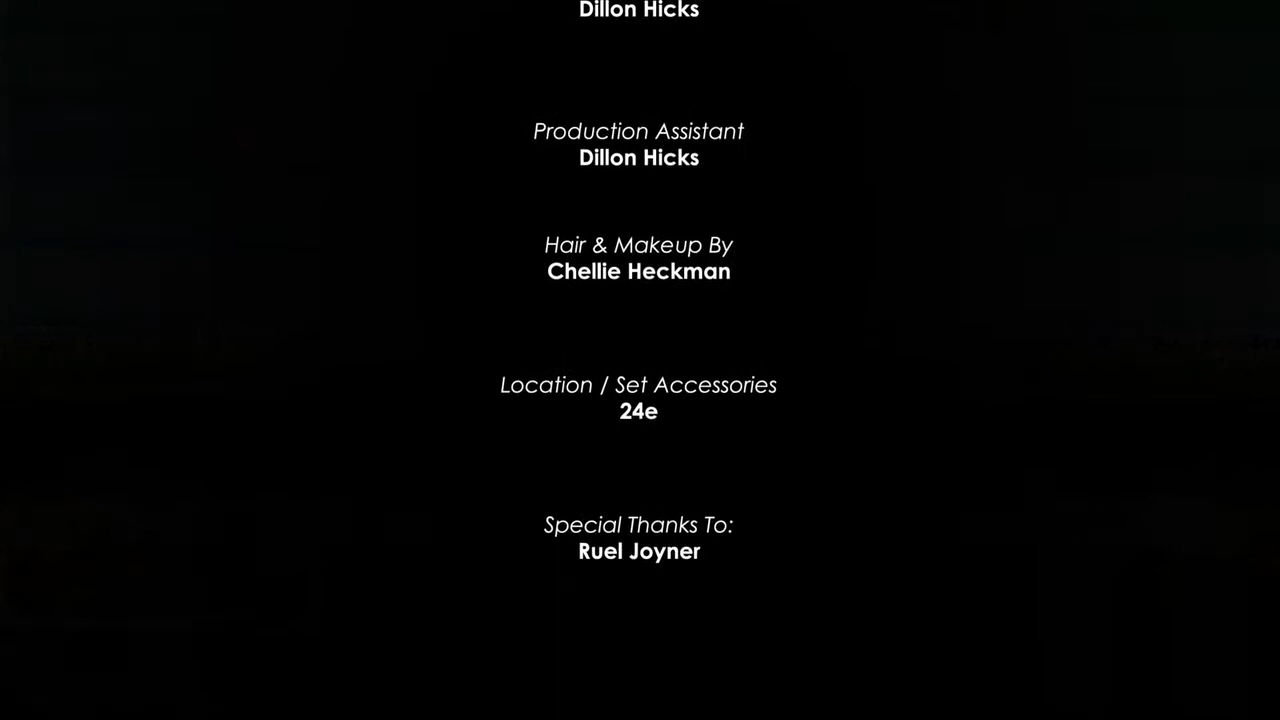 Dillon Hicks
Production Assistant
Dillon Hicks
Hair & Makeup By
Chellie Heckman
Location / Set Accessories
24e
Special Thanks To:
Ruel Joyner